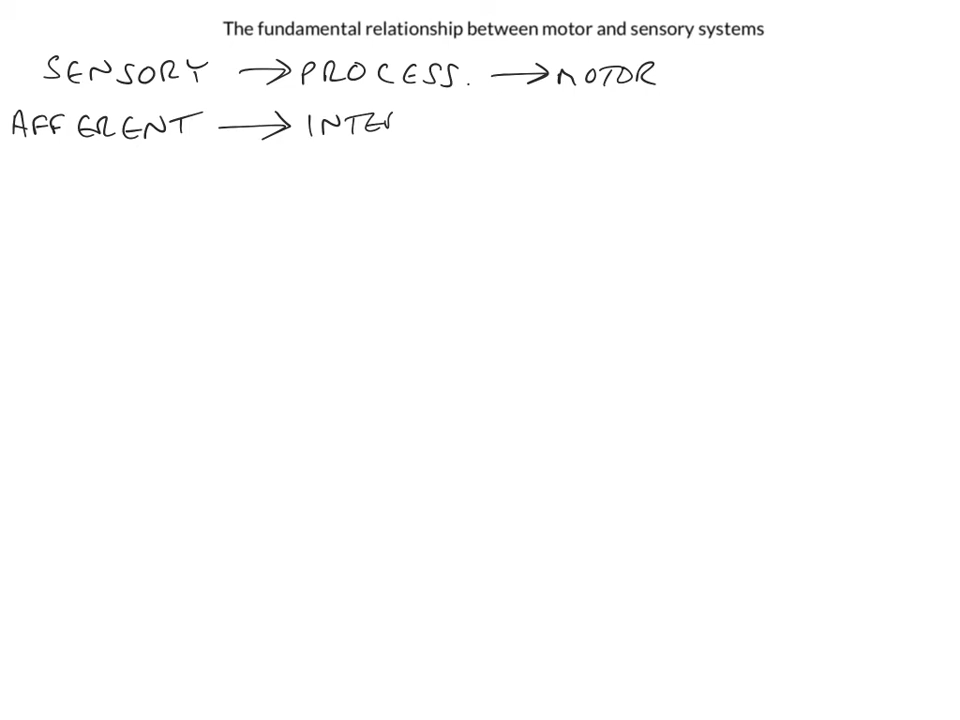 The fundamental relationship between motor and sensory systems
SENSORY → PROCESS. → MOTOR
AFFERENT → INTER